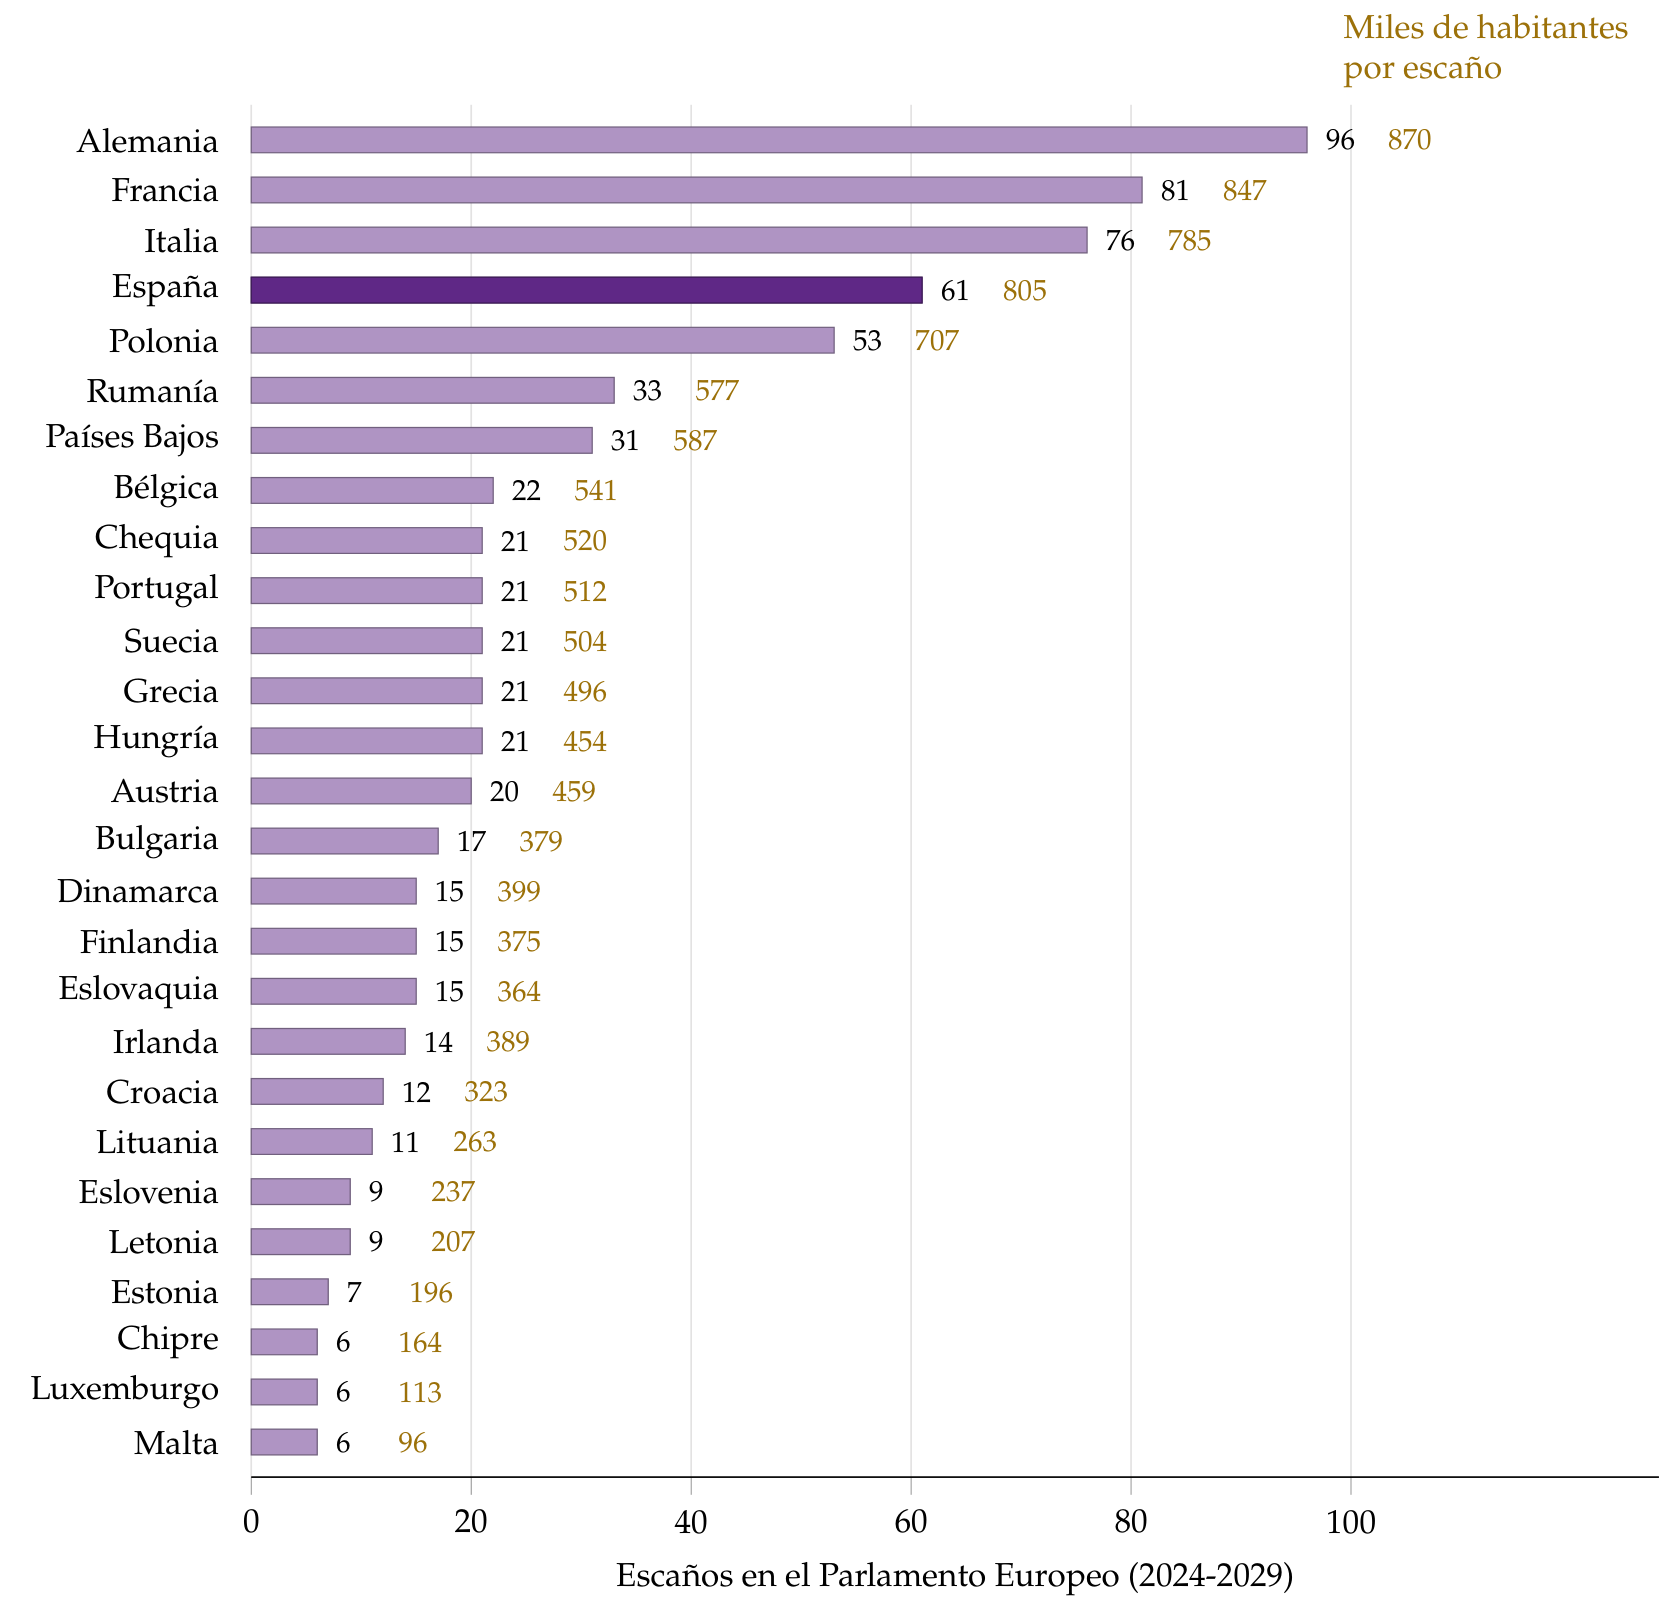 Miles de habitantes
por escaño
Alemania 96 870
Francia 81 847
Italia 76 785
España 61 805
Polonia 53 707
Rumanía 33 577
Países Bajos 31 587
Bélgica 22 541
Chequia 21 520
Portugal 21 512
Suecia 21 504
Grecia 21 496
Hungría 21 454
Austria 20 459
Bulgaria 17 379
Dinamarca 15 399
Finlandia 15 375
Eslovaquia 15 364
Irlanda 14 389
Croacia 12 323
Lituania 11 263
Eslovenia 9 237
Letonia 9 207
Estonia 7 196
Chipre 6 164
Luxemburgo 6 113
Malta 6 96
0 20 40 60 80 100
Escaños en el Parlamento Europeo (2024-2029)